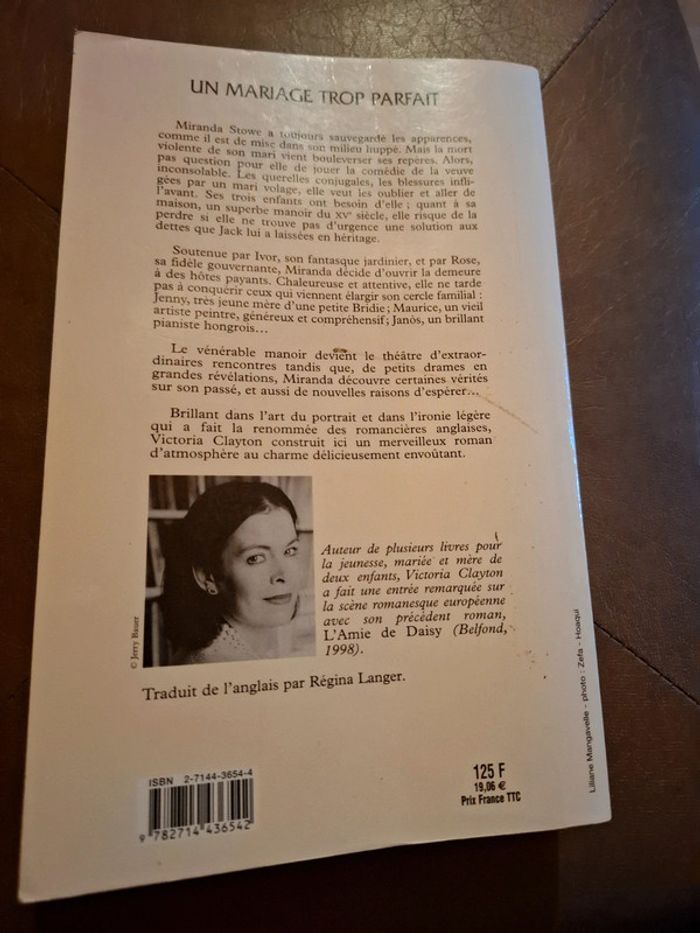 UN MARIAGE TROP PARFAIT
Miranda Stowe a toujours sauvegardé les apparences,
comme il est de mise dans son milieu huppé. Mais la mort
violente de son mari vient bouleverser ses repères. Alors,
pas question pour elle de jouer la comédie de la veuve
inconsolable. Les querelles conjugales, les blessures infli-
gées par un mari volage, elle veut les oublier et aller de
l'avant. Ses trois enfants ont besoin d'elle ; quant à sa
maison, un superbe manoir du XVe siècle, elle risque de la
perdre si elle ne trouve pas d'urgence une solution aux
dettes que Jack lui a laissées en héritage.
Soutenue par Ivor, son fantasque jardinier, et par Rose,
sa fidèle gouvernante, Miranda décide d'ouvrir la demeure
à des hôtes payants. Chaleureuse et attentive, elle ne tarde
pas à conquérir ceux qui viennent élargir son cercle familial :
Jenny, très jeune mère d'une petite Bridie ; Maurice, un vieil
artiste peintre, généreux et compréhensif ; Janòs, un brillant
pianiste hongrois...
Le vénérable manoir devient le théâtre d'extraor-
dinaires rencontres tandis que, de petits drames en
grandes révélations, Miranda découvre certaines vérités
sur son passé, et aussi de nouvelles raisons d'espérer...
Brillant dans l'art du portrait et dans l'ironie légère
qui a fait la renommée des romancières anglaises,
Victoria Clayton construit ici un merveilleux roman
d'atmosphère au charme délicieusement envoûtant.
© Jerry Bauer
Auteur de plusieurs livres pour
la jeunesse, mariée et mère de
deux enfants, Victoria Clayton
a fait une entrée remarquée sur
la scène romanesque européenne
avec son précédent roman,
L'Amie de Daisy (Belfond,
1998).
Traduit de l'anglais par Régina Langer.
Liliane Mangavelle - photo : Zefa - Hoaqui
ISBN 2-7144-3654-4
9 782714 436542
125 F
19,06 €
Prix France TTC